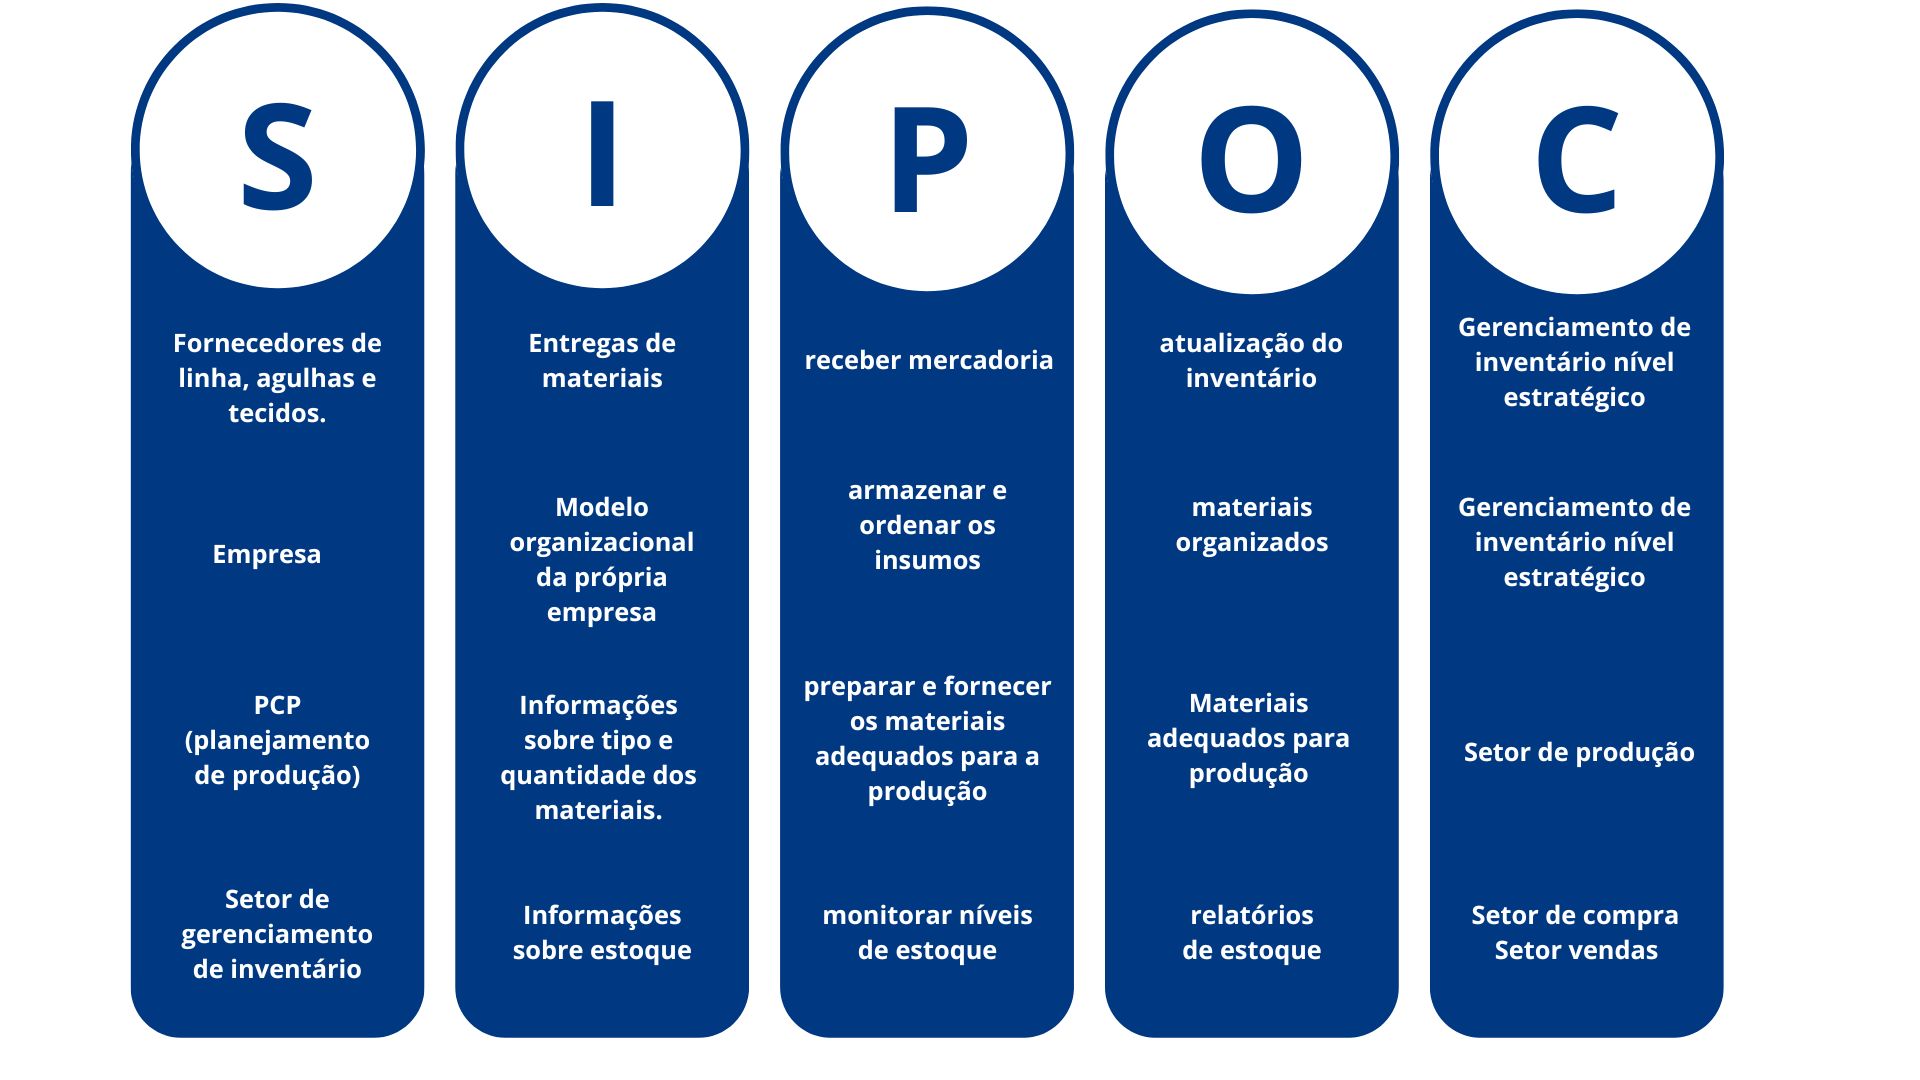 S
Fornecedores de
linha, agulhas e
tecidos.
Empresa
PCP
(planejamento
de produção)
Setor de
gerenciamento
de inventário
I
Entregas de
materiais
Modelo
organizacional
da própria
empresa
Informações
sobre tipo e
quantidade dos
materiais.
Informações
sobre estoque
P
receber mercadoria
armazenar e
ordenar os
insumos
preparar e fornecer
os materiais
adequados para a
produção
monitorar níveis
de estoque
O
atualização do
inventário
materiais
organizados
Materiais
adequados para
produção
relatórios
de estoque
C
Gerenciamento de
inventário nível
estratégico
Gerenciamento de
inventário nível
estratégico
Setor de produção
Setor de compra
Setor vendas